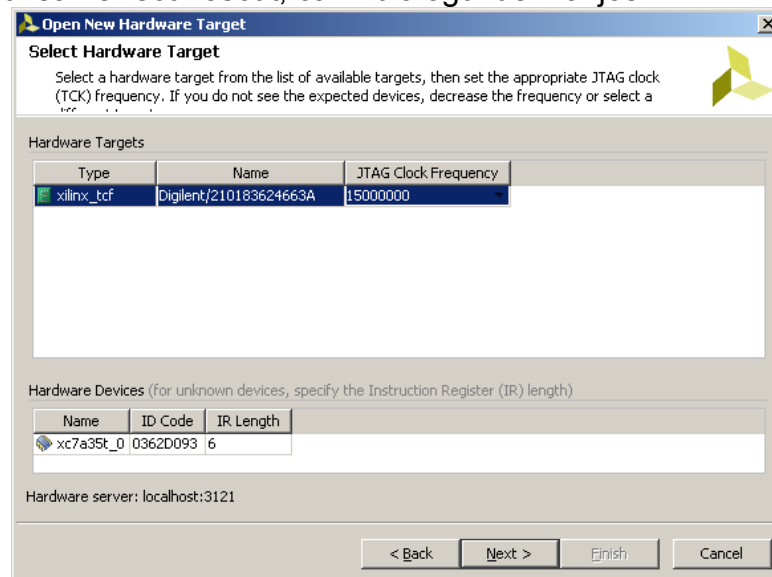 Open New Hardware Target
Select Hardware Target
Select a hardware target from the list of available targets, then set the appropriate JTAG clock
(TCK) frequency. If you do not see the expected devices, decrease the frequency or select a
Hardware Targets
Type Name JTAG Clock Frequency
xilinx_tcf Digilent/210183624663A 15000000
Hardware Devices (for unknown devices, specify the Instruction Register (IR) length)
Name ID Code IR Length
xc7a35t_0 0362D093 6
Hardware server: localhost:3121
< Back Next > Finish Cancel